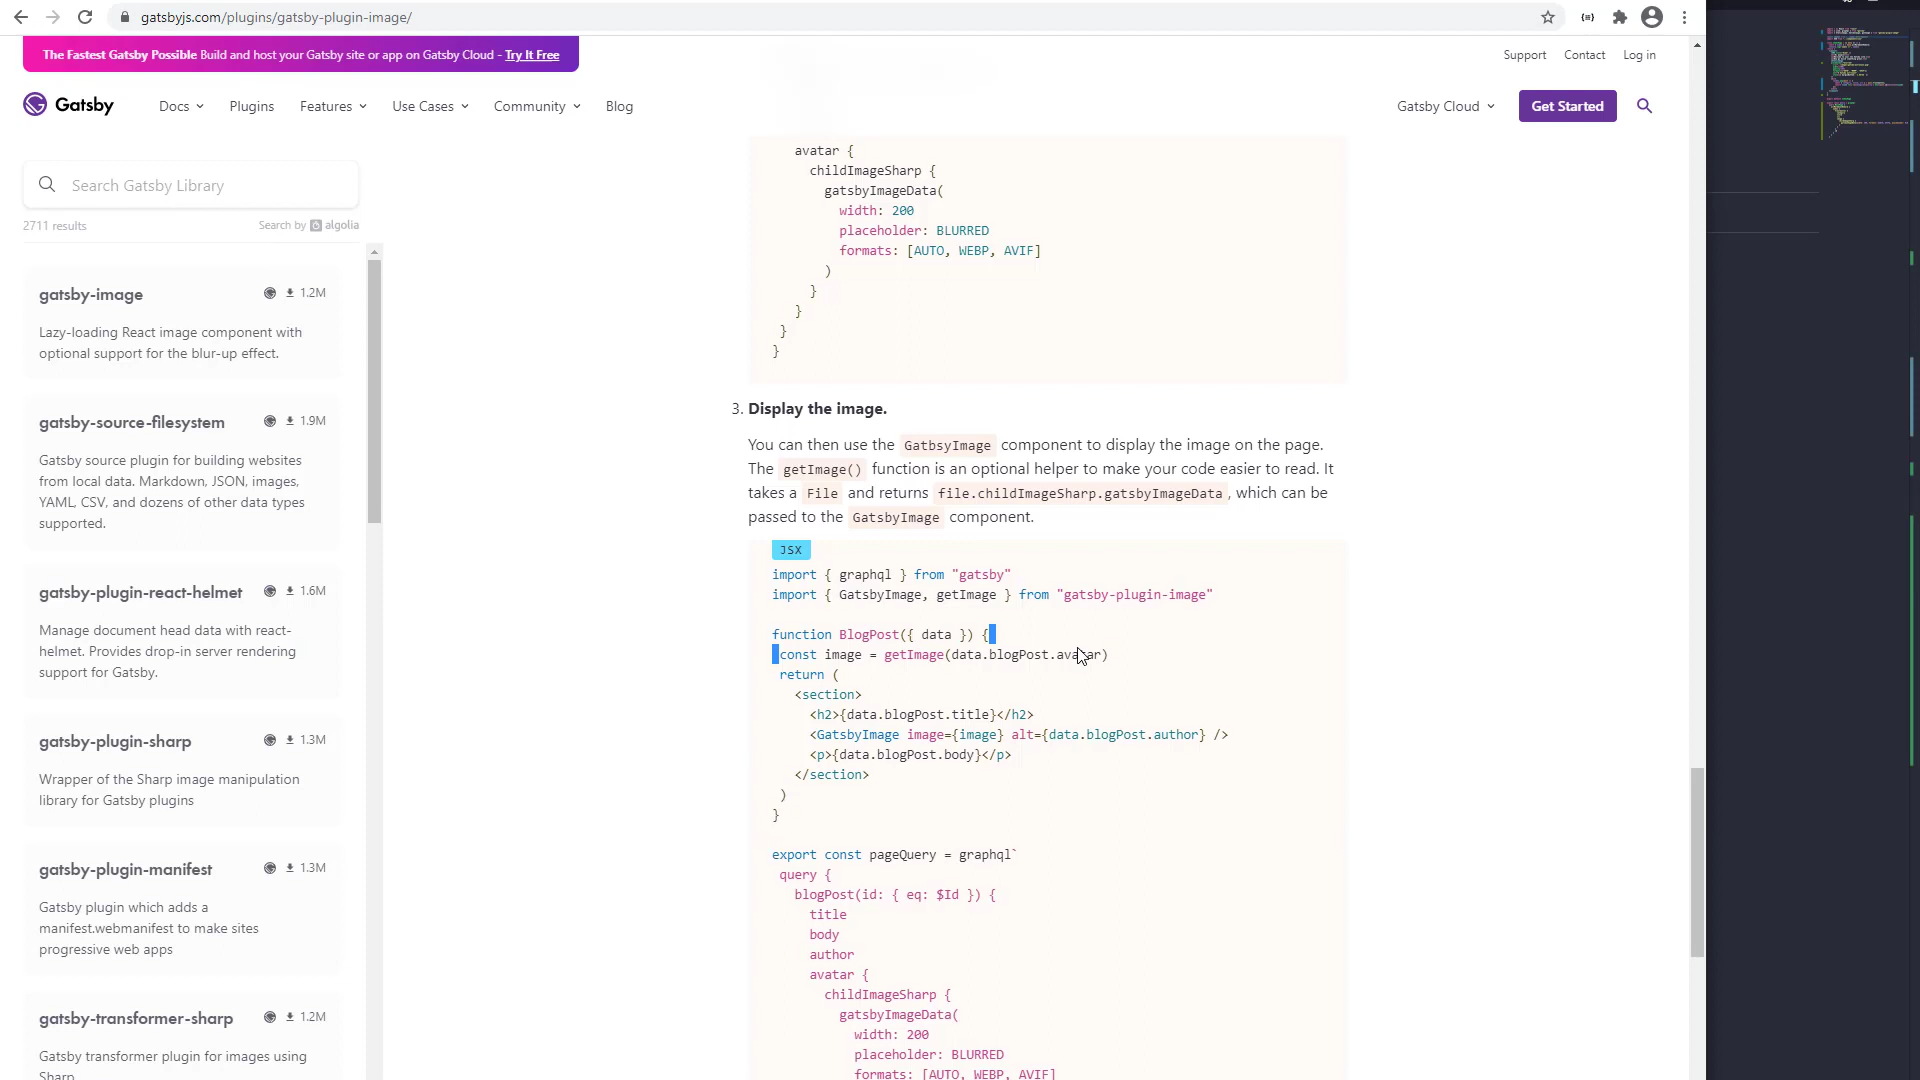 gatsbyjs.com/plugins/gatsby-plugin-image/
The Fastest Gatsby Possible Build and host your Gatsby site or app on Gatsby Cloud - Try It Free
Support Contact Log in
Gatsby Docs Plugins Features Use Cases Community Blog Gatsby Cloud Get Started
Search Gatsby Library
2711 results Search by algolia
gatsby-image 1.2M
Lazy-loading React image component with
optional support for the blur-up effect.
gatsby-source-filesystem 1.9M
Gatsby source plugin for building websites
from local data. Markdown, JSON, images,
YAML, CSV, and dozens of other data types
supported.
gatsby-plugin-react-helmet 1.6M
Manage document head data with react-
helmet. Provides drop-in server rendering
support for Gatsby.
gatsby-plugin-sharp 1.3M
Wrapper of the Sharp image manipulation
library for Gatsby plugins
gatsby-plugin-manifest 1.3M
Gatsby plugin which adds a
manifest.webmanifest to make sites
progressive web apps
gatsby-transformer-sharp 1.2M
Gatsby transformer plugin for images using
Sharp
avatar {
childImageSharp {
gatsbyImageData(
width: 200
placeholder: BLURRED
formats: [AUTO, WEBP, AVIF]
)
}
}
}
}
3. Display the image.
You can then use the GatbsyImage component to display the image on the page.
The getImage() function is an optional helper to make your code easier to read. It
takes a File and returns file.childImageSharp.gatsbyImageData, which can be
passed to the GatsbyImage component.
JSX
import { graphql } from "gatsby"
import { GatsbyImage, getImage } from "gatsby-plugin-image"
function BlogPost({ data }) {
const image = getImage(data.blogPost.avatar)
return (
<section>
<h2>{data.blogPost.title}</h2>
<GatsbyImage image={image} alt={data.blogPost.author} />
<p>{data.blogPost.body}</p>
</section>
)
}
export const pageQuery = graphql`
query {
blogPost(id: { eq: $Id }) {
title
body
author
avatar {
childImageSharp {
gatsbyImageData(
width: 200
placeholder: BLURRED
formats: [AUTO, WEBP, AVIF]